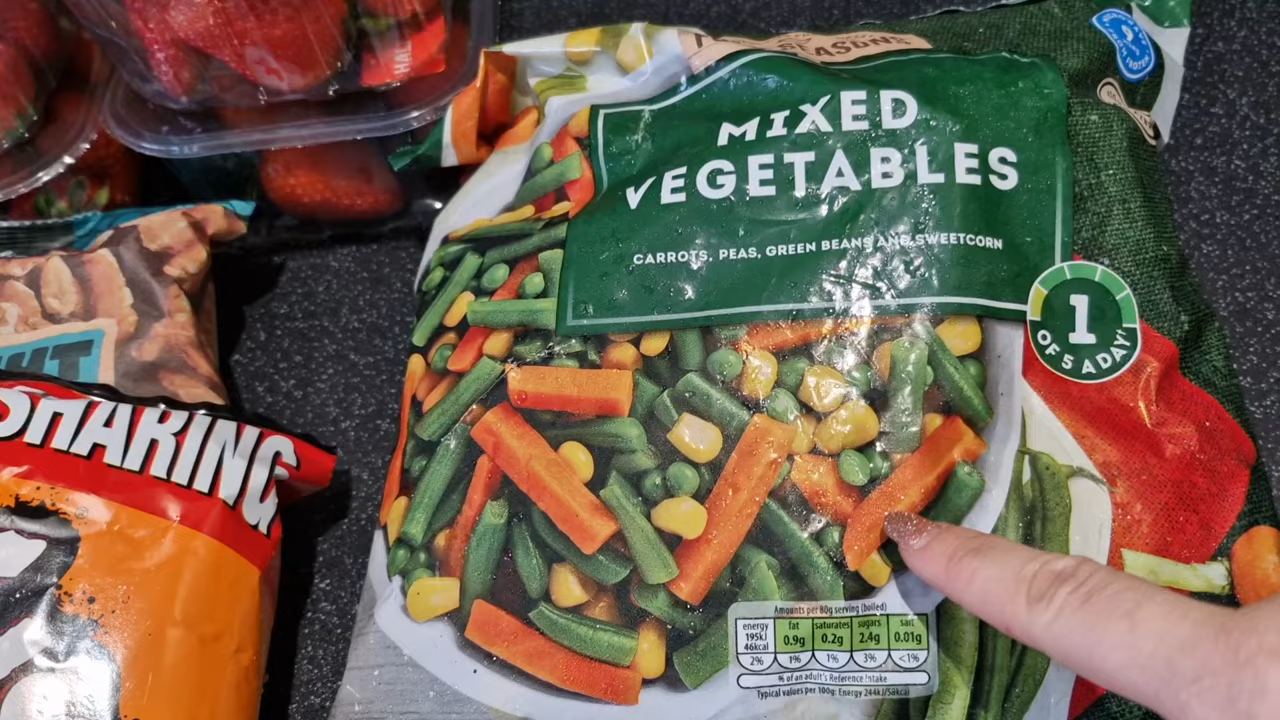 SEASONS
MIXED
VEGETABLES
CARROTS, PEAS, GREEN BEANS AND SWEETCORN
1
OF 5 A DAY
HT
SHARING
Amounts per 80g serving (boiled)
energy fat saturates sugars salt
195kJ 0.9g 0.2g 2.4g 0.01g
46kcal
2% 1% 1% 3% <1%
% of an adult's Reference Intake
Typical values per 100g: Energy 244kJ/58kcal